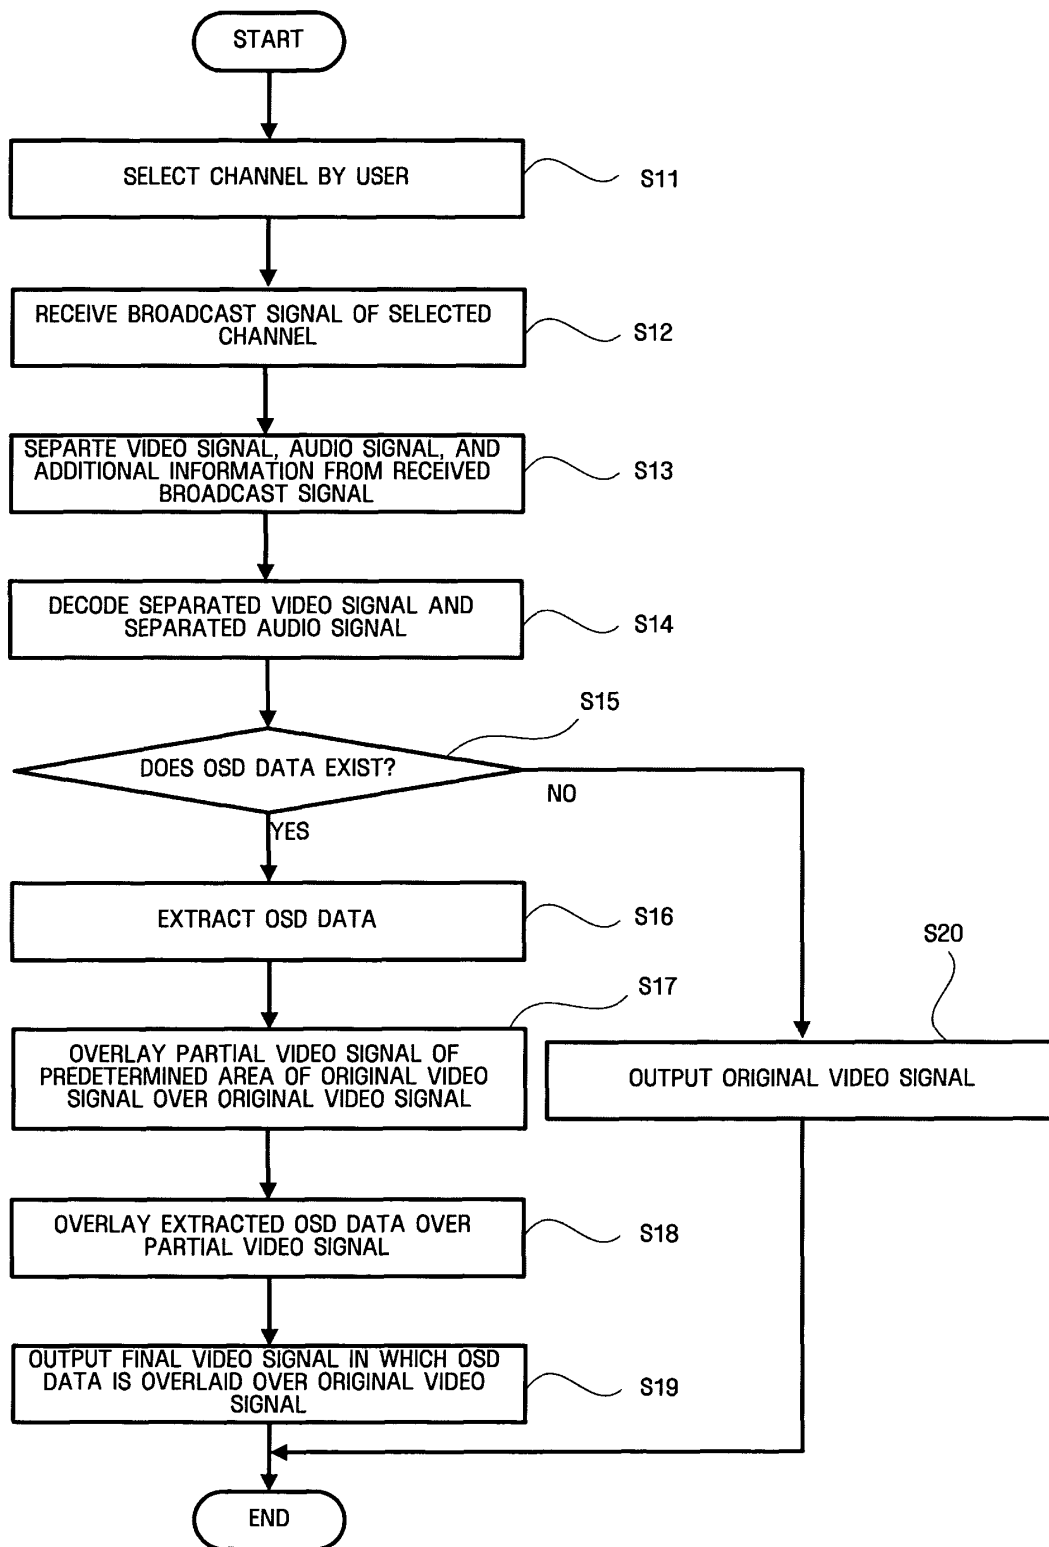 START
SELECT CHANNEL BY USER
S11
RECEIVE BROADCAST SIGNAL OF SELECTED
CHANNEL
S12
SEPARTE VIDEO SIGNAL, AUDIO SIGNAL, AND
ADDITIONAL INFORMATION FROM RECEIVED
BROADCAST SIGNAL
S13
DECODE SEPARATED VIDEO SIGNAL AND
SEPARATED AUDIO SIGNAL
S14
S15
DOES OSD DATA EXIST?
NO
YES
EXTRACT OSD DATA
S16
S20
S17
OVERLAY PARTIAL VIDEO SIGNAL OF
PREDETERMINED AREA OF ORIGINAL VIDEO
SIGNAL OVER ORIGINAL VIDEO SIGNAL
OUTPUT ORIGINAL VIDEO SIGNAL
OVERLAY EXTRACTED OSD DATA OVER
PARTIAL VIDEO SIGNAL
S18
OUTPUT FINAL VIDEO SIGNAL IN WHICH OSD
DATA IS OVERLAID OVER ORIGINAL VIDEO
SIGNAL
S19
END